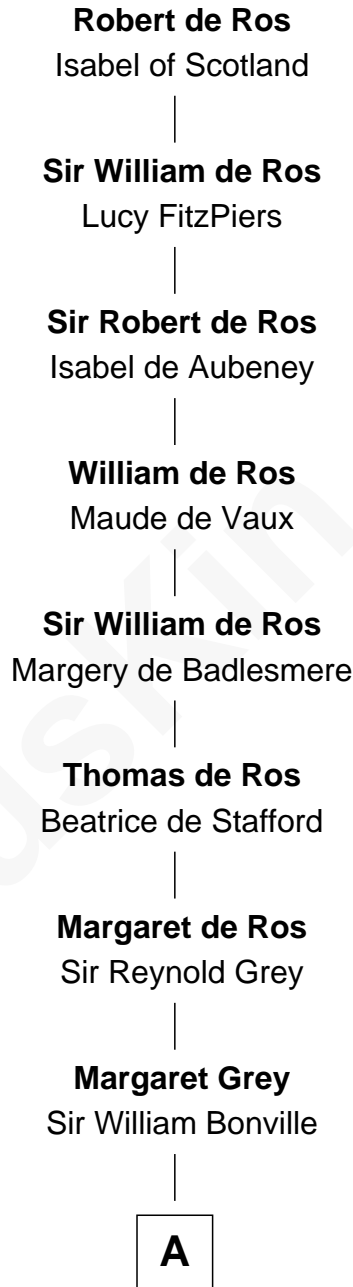 Robert de Ros
Isabel of Scotland
Sir William de Ros
Lucy FitzPiers
Sir Robert de Ros
Isabel de Aubeney
William de Ros
Maude de Vaux
Sir William de Ros
Margery de Badlesmere
Thomas de Ros
Beatrice de Stafford
Margaret de Ros
Sir Reynold Grey
Margaret Grey
Sir William Bonville
A